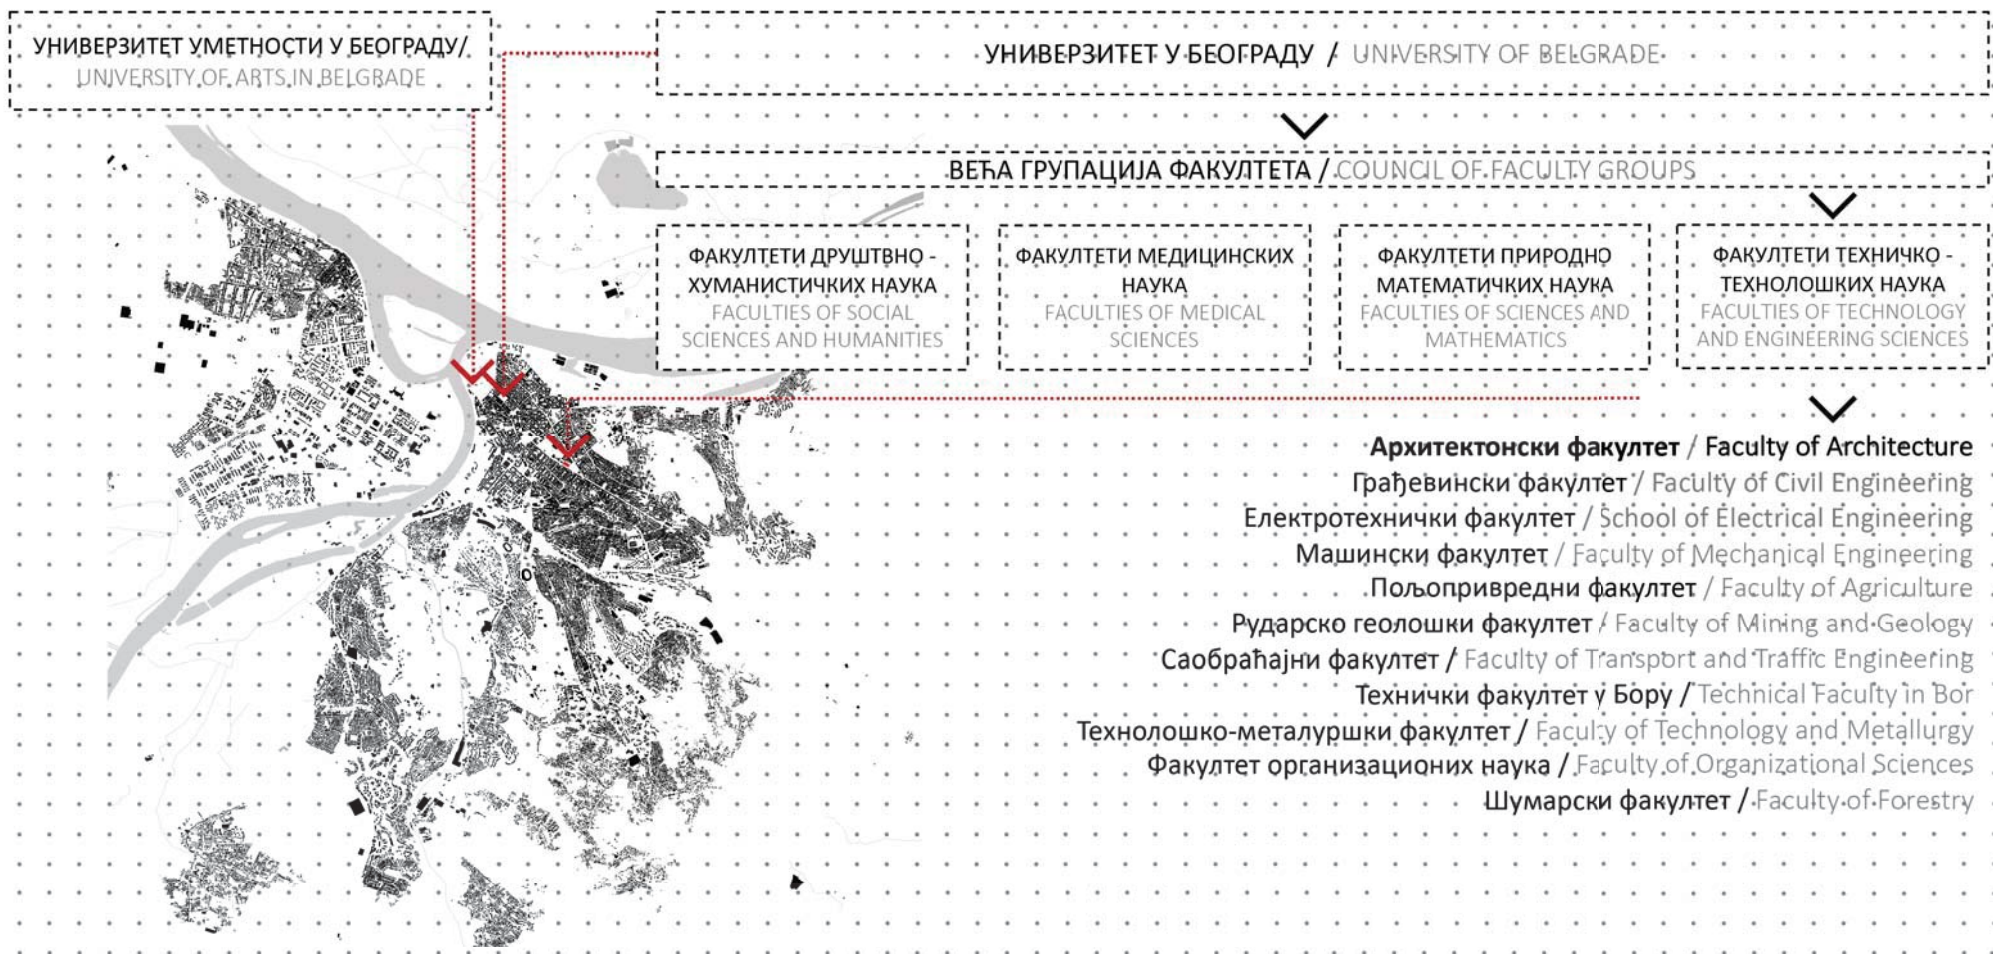 УНИВЕРЗИТЕТ УМЕТНОСТИ У БЕОГРАДУ/
UNIVERSITY OF ARTS IN BELGRADE
УНИВЕРЗИТЕТ У БЕОГРАДУ / UNIVERSITY OF BELGRADE
ВЕЋА ГРУПАЦИЈА ФАКУЛТЕТА / COUNCIL OF FACULTY GROUPS
ФАКУЛТЕТИ ДРУШТВНО -
ХУМАНИСТИЧКИХ НАУКА
FACULTIES OF SOCIAL
SCIENCES AND HUMANITIES
ФАКУЛТЕТИ МЕДИЦИНСКИХ
НАУКА
FACULTIES OF MEDICAL
SCIENCES
ФАКУЛТЕТИ ПРИРОДНО
МАТЕМАТИЧКИХ НАУКА
FACULTIES OF SCIENCES AND
MATHEMATICS
ФАКУЛТЕТИ ТЕХНИЧКО -
ТЕХНОЛОШКИХ НАУКА
FACULTIES OF TECHNOLOGY
AND ENGINEERING SCIENCES
Архитектонски факултет / Faculty of Architecture
Грађевински факултет / Faculty of Civil Engineering
Електротехнички факултет / School of Electrical Engineering
Машински факултет / Faculty of Mechanical Engineering
Пољопривредни факултет / Faculty of Agriculture
Рударско геолошки факултет / Faculty of Mining and Geology
Саобраћајни факултет / Faculty of Transport and Traffic Engineering
Технички факултет у Бору / Technical Faculty in Bor
Технолошко-металуршки факултет / Faculty of Technology and Metallurgy
Факултет организационих наука / Faculty of Organizational Sciences
Шумарски факултет / Faculty of Forestry